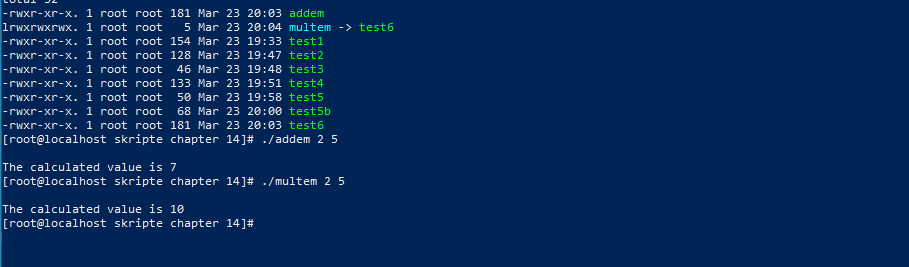 total 32
-rwxr-xr-x. 1 root root 181 Mar 23 20:03 addem
lrwxrwxrwx. 1 root root   5 Mar 23 20:04 multem -> test6
-rwxr-xr-x. 1 root root 154 Mar 23 19:33 test1
-rwxr-xr-x. 1 root root 128 Mar 23 19:47 test2
-rwxr-xr-x. 1 root root  46 Mar 23 19:48 test3
-rwxr-xr-x. 1 root root 133 Mar 23 19:51 test4
-rwxr-xr-x. 1 root root  50 Mar 23 19:58 test5
-rwxr-xr-x. 1 root root  68 Mar 23 20:00 test5b
-rwxr-xr-x. 1 root root 181 Mar 23 20:03 test6
[root@localhost skripte chapter 14]# ./addem 2 5
The calculated value is 7
[root@localhost skripte chapter 14]# ./multem 2 5
The calculated value is 10
[root@localhost skripte chapter 14]#